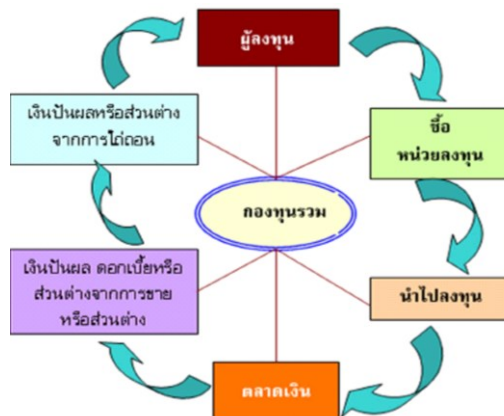 ผู้ลงทุน
เงินปันผลหรือส่วนต่าง
จากการไถ่ถอน
ซื้อ
หน่วยลงทุน
กองทุนรวม
เงินปันผล ดอกเบี้ยหรือ
ส่วนต่างจากการขาย
หรือส่วนต่าง
นำไปลงทุน
ตลาดเงิน